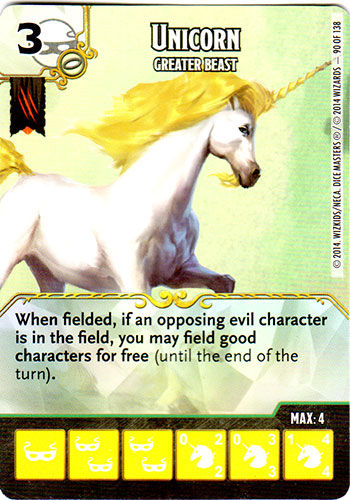 3
UNICORN
GREATER BEAST
© 2014, WIZKIDS/NECA. DICE MASTERS ® / © 2014 WIZARDS — 90 OF 138
When fielded, if an opposing evil character
is in the field, you may field good
characters for free (until the end of the
turn).
MAX: 4
0 2 2
0 3 3
1 4 4